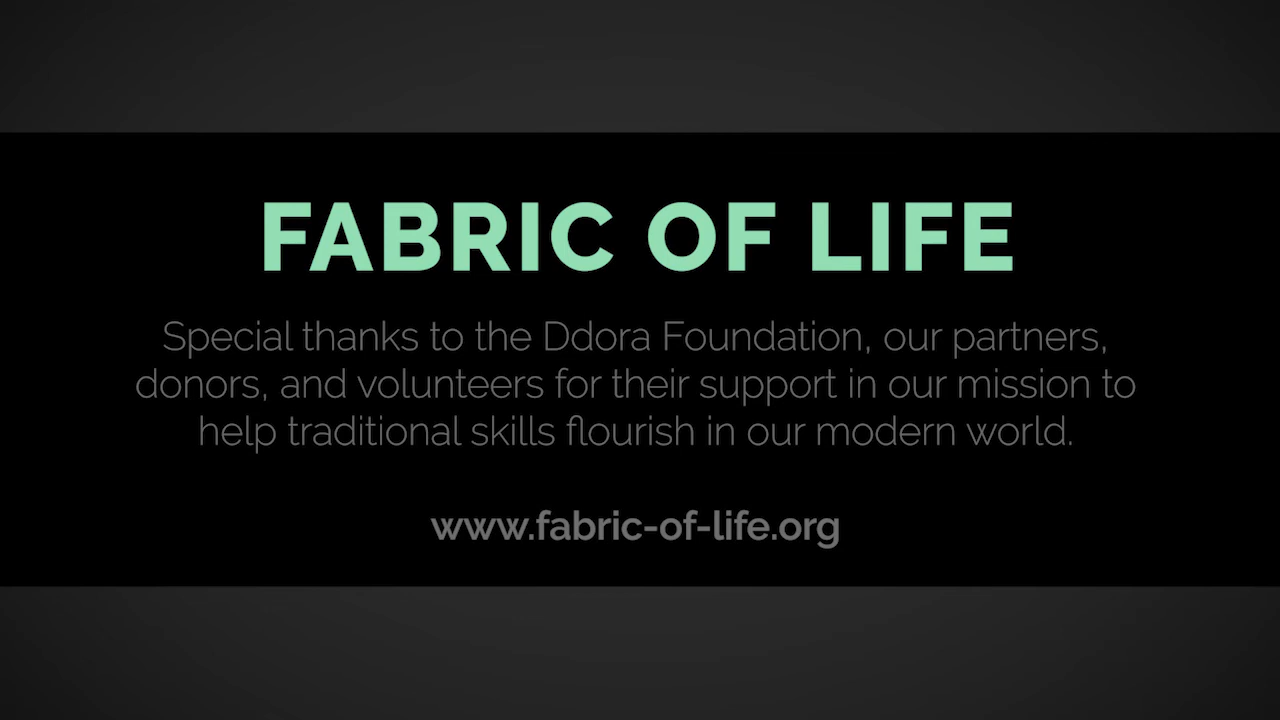 FABRIC OF LIFE
Special thanks to the Ddora Foundation, our partners,
donors, and volunteers for their support in our mission to
help traditional skills flourish in our modern world.
www.fabric-of-life.org